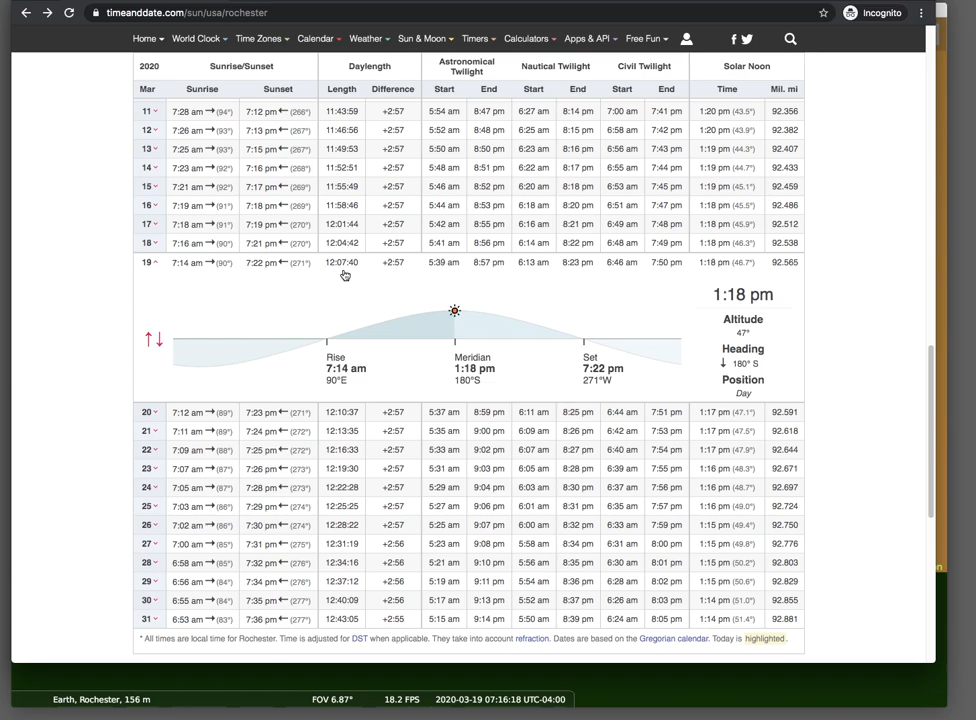 timeanddate.com/sun/usa/rochester Incognito
Home World Clock Time Zones Calendar Weather Sun & Moon Timers Calculators Apps & API Free Fun
2020 Sunrise/Sunset Daylength Astronomical Twilight Nautical Twilight Civil Twilight Solar Noon
Mar Sunrise Sunset Length Difference Start End Start End Start End Time Mil. mi
11 7:28 am → (94°) 7:12 pm ← (266°) 11:43:59 +2:57 5:54 am 8:47 pm 6:27 am 8:14 pm 7:00 am 7:41 pm 1:20 pm (43.5°) 92.356
12 7:26 am → (93°) 7:13 pm ← (267°) 11:46:56 +2:57 5:52 am 8:48 pm 6:25 am 8:15 pm 6:58 am 7:42 pm 1:20 pm (43.9°) 92.382
13 7:25 am → (93°) 7:15 pm ← (267°) 11:49:53 +2:57 5:50 am 8:50 pm 6:23 am 8:16 pm 6:56 am 7:43 pm 1:19 pm (44.3°) 92.407
14 7:23 am → (92°) 7:16 pm ← (268°) 11:52:51 +2:57 5:48 am 8:51 pm 6:22 am 8:17 pm 6:55 am 7:44 pm 1:19 pm (44.7°) 92.433
15 7:21 am → (92°) 7:17 pm ← (269°) 11:55:49 +2:57 5:46 am 8:52 pm 6:20 am 8:18 pm 6:53 am 7:45 pm 1:19 pm (45.1°) 92.459
16 7:19 am → (91°) 7:18 pm ← (269°) 11:58:46 +2:57 5:44 am 8:53 pm 6:18 am 8:20 pm 6:51 am 7:47 pm 1:18 pm (45.5°) 92.486
17 7:18 am → (91°) 7:19 pm ← (270°) 12:01:44 +2:57 5:42 am 8:55 pm 6:16 am 8:21 pm 6:49 am 7:48 pm 1:18 pm (45.9°) 92.512
18 7:16 am → (90°) 7:21 pm ← (270°) 12:04:42 +2:57 5:41 am 8:56 pm 6:14 am 8:22 pm 6:48 am 7:49 pm 1:18 pm (46.3°) 92.538
19 7:14 am → (90°) 7:22 pm ← (271°) 12:07:40 +2:57 5:39 am 8:57 pm 6:13 am 8:23 pm 6:46 am 7:50 pm 1:18 pm (46.7°) 92.565
1:18 pm
Altitude
47°
Heading
↓ 180° S
Position
Day
Rise Meridian Set
7:14 am 1:18 pm 7:22 pm
90°E 180°S 271°W
20 7:12 am → (89°) 7:23 pm ← (271°) 12:10:37 +2:57 5:37 am 8:59 pm 6:11 am 8:25 pm 6:44 am 7:51 pm 1:17 pm (47.1°) 92.591
21 7:11 am → (89°) 7:24 pm ← (272°) 12:13:35 +2:57 5:35 am 9:00 pm 6:09 am 8:26 pm 6:42 am 7:53 pm 1:17 pm (47.5°) 92.618
22 7:09 am → (88°) 7:25 pm ← (272°) 12:16:33 +2:57 5:33 am 9:02 pm 6:07 am 8:27 pm 6:40 am 7:54 pm 1:17 pm (47.9°) 92.644
23 7:07 am → (87°) 7:26 pm ← (273°) 12:19:30 +2:57 5:31 am 9:03 pm 6:05 am 8:28 pm 6:39 am 7:55 pm 1:16 pm (48.3°) 92.671
24 7:05 am → (87°) 7:28 pm ← (273°) 12:22:28 +2:57 5:29 am 9:04 pm 6:03 am 8:30 pm 6:37 am 7:56 pm 1:16 pm (48.7°) 92.697
25 7:03 am → (86°) 7:29 pm ← (274°) 12:25:25 +2:57 5:27 am 9:06 pm 6:01 am 8:31 pm 6:35 am 7:57 pm 1:16 pm (49.0°) 92.724
26 7:02 am → (86°) 7:30 pm ← (274°) 12:28:22 +2:57 5:25 am 9:07 pm 6:00 am 8:32 pm 6:33 am 7:59 pm 1:15 pm (49.4°) 92.750
27 7:00 am → (85°) 7:31 pm ← (275°) 12:31:19 +2:57 5:23 am 9:08 pm 5:58 am 8:34 pm 6:31 am 8:00 pm 1:15 pm (49.8°) 92.776
28 6:58 am → (85°) 7:32 pm ← (276°) 12:34:16 +2:57 5:21 am 9:10 pm 5:56 am 8:35 pm 6:30 am 8:01 pm 1:15 pm (50.2°) 92.803
29 6:56 am → (84°) 7:34 pm ← (276°) 12:37:12 +2:56 5:19 am 9:11 pm 5:54 am 8:36 pm 6:28 am 8:02 pm 1:15 pm (50.6°) 92.829
30 6:55 am → (84°) 7:35 pm ← (277°) 12:40:09 +2:56 5:17 am 9:13 pm 5:52 am 8:37 pm 6:26 am 8:03 pm 1:14 pm (51.0°) 92.855
31 6:53 am → (83°) 7:36 pm ← (277°) 12:43:05 +2:56 5:15 am 9:14 pm 5:50 am 8:39 pm 6:24 am 8:05 pm 1:14 pm (51.4°) 92.881
* All times are local time for Rochester. Time is adjusted for DST when applicable. They take into account refraction. Dates are based on the Gregorian calendar. Today is highlighted.
Earth, Rochester, 156 m FOV 6.87° 18.2 FPS 2020-03-19 07:16:18 UTC-04:00